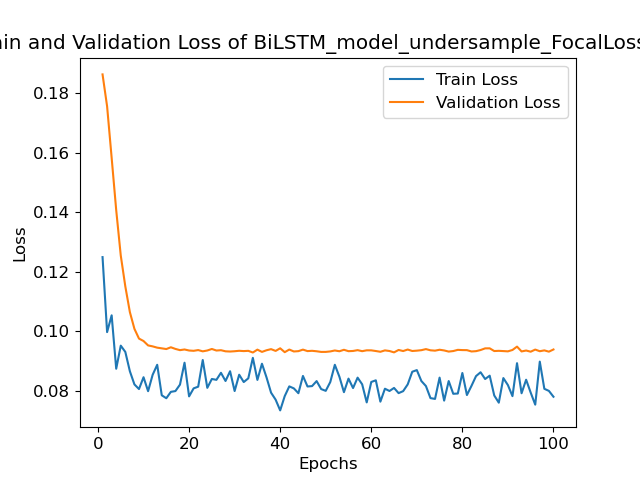 ain and Validation Loss of BiLSTM_model_undersample_FocalLoss
Train Loss
Validation Loss
0.18
0.16
0.14
0.12
0.10
0.08
Loss
0 20 40 60 80 100
Epochs